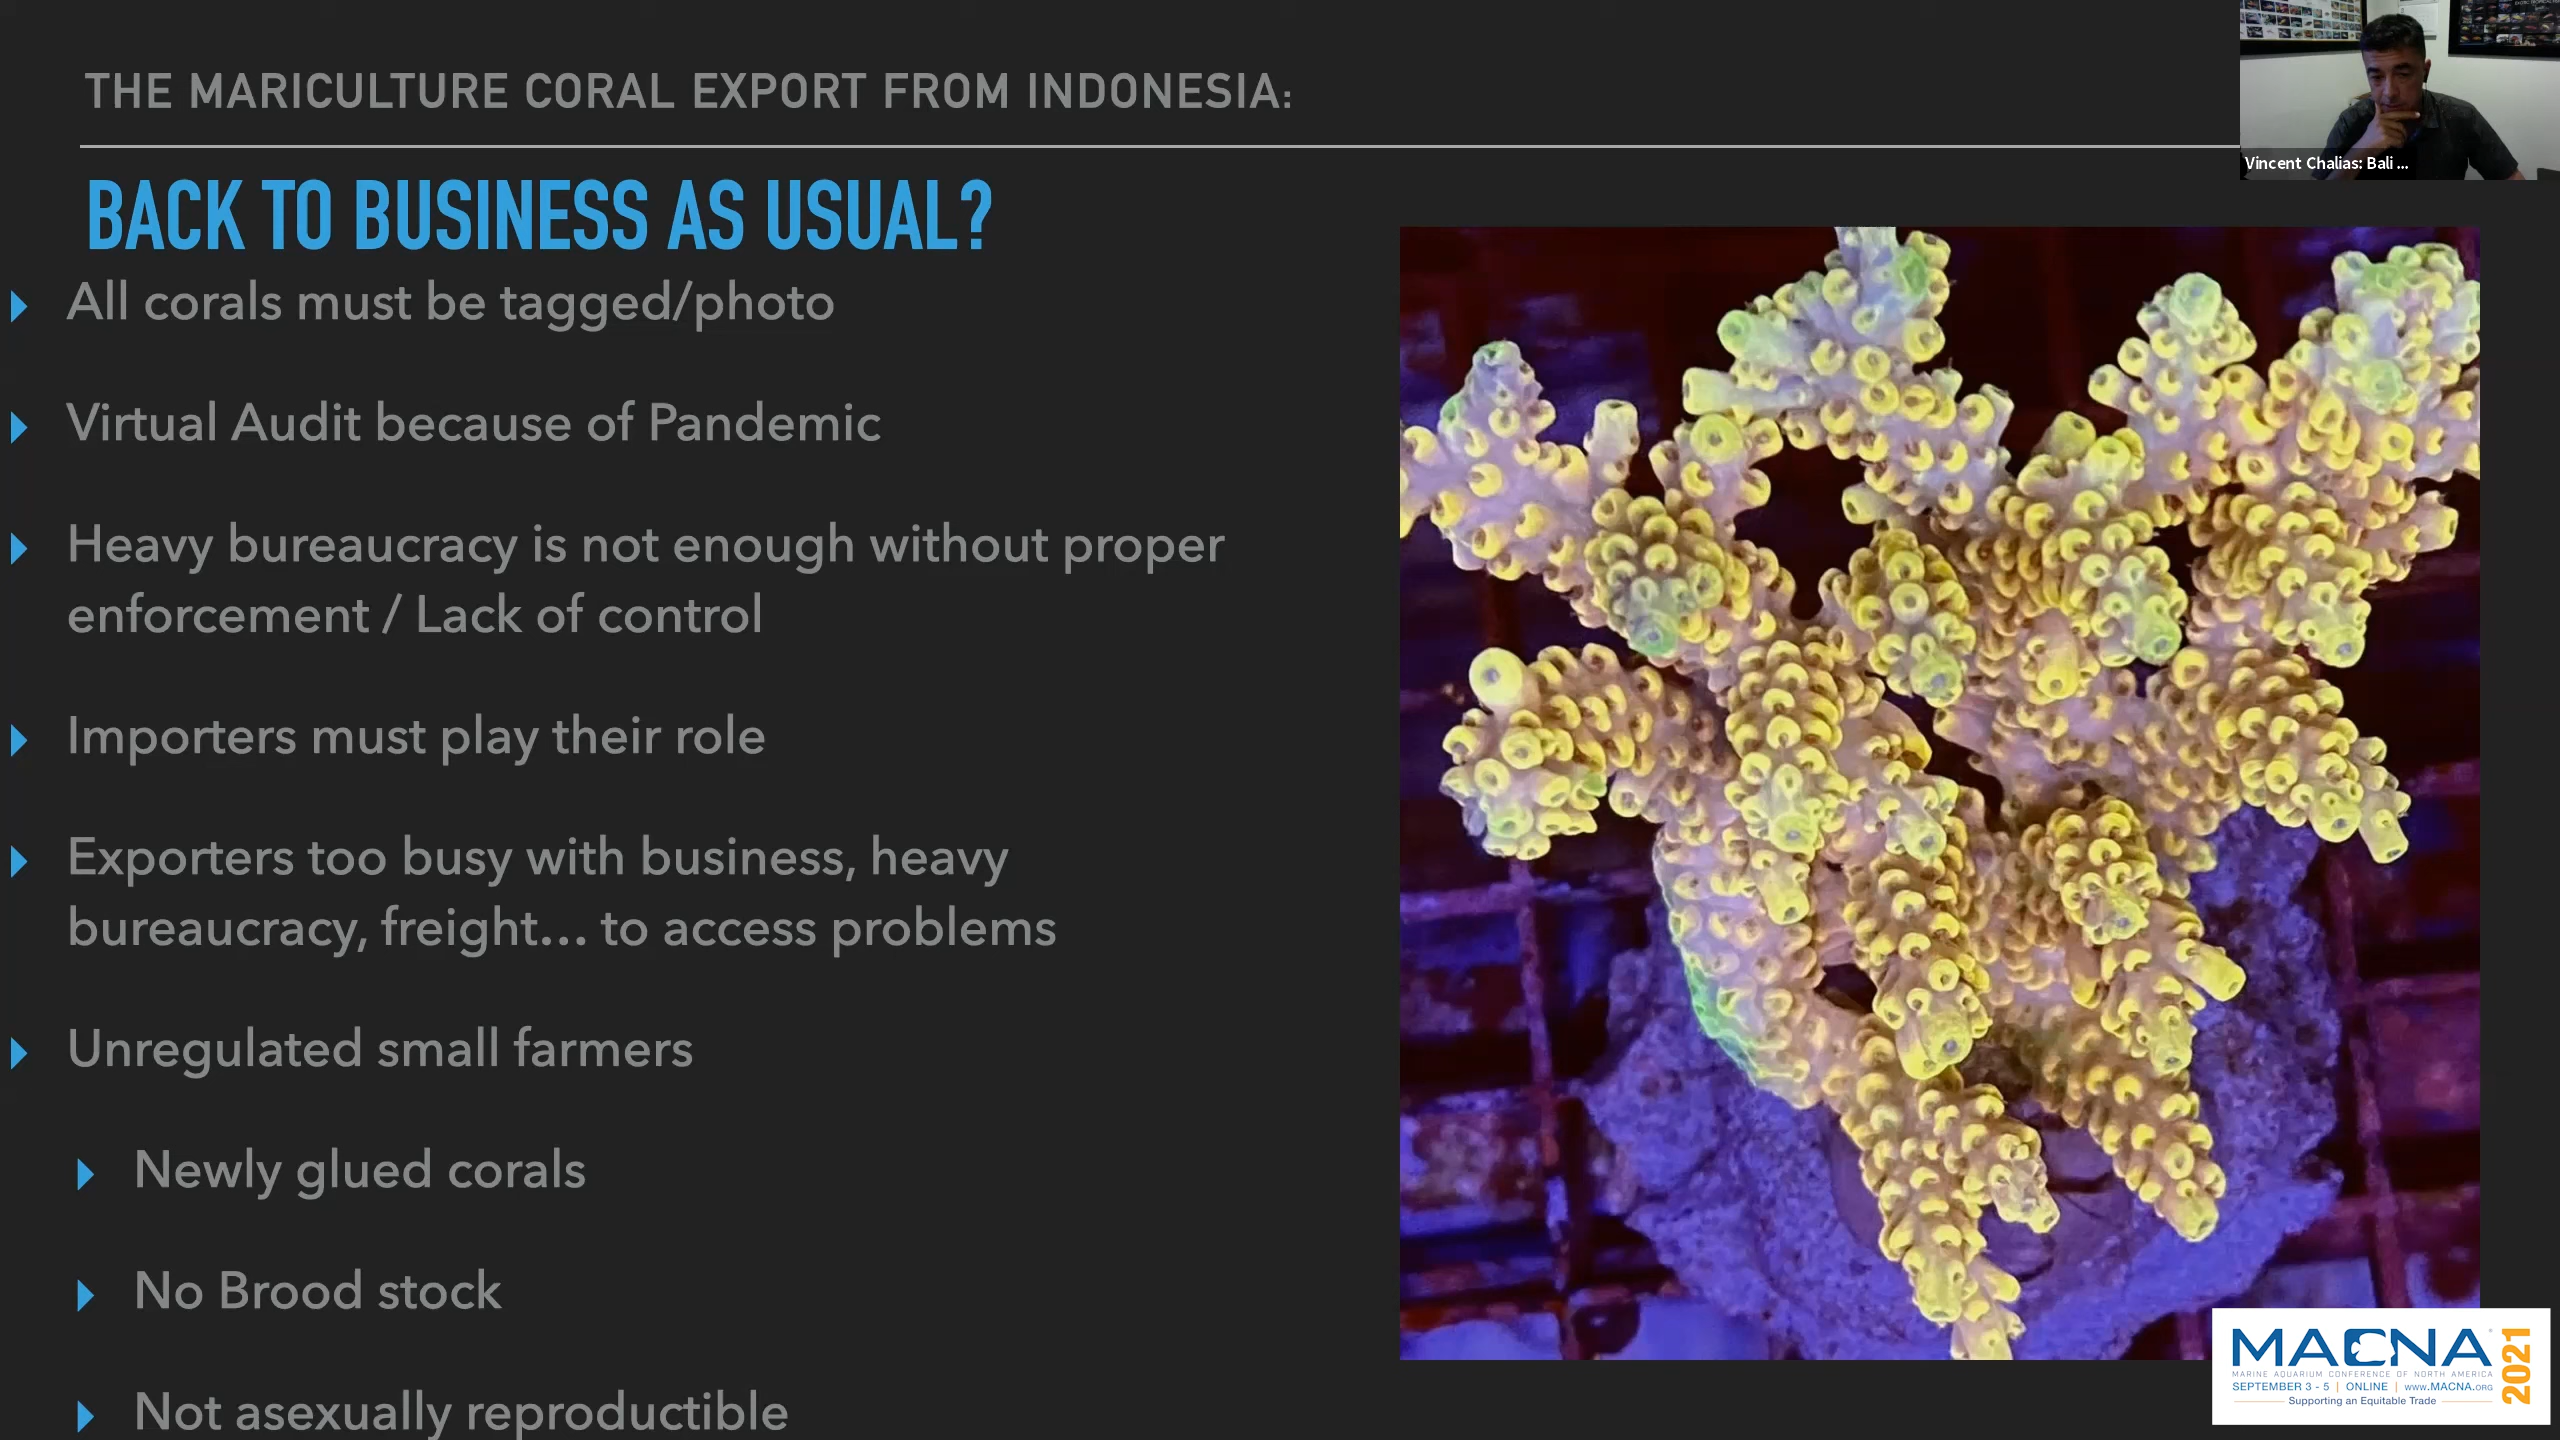 THE MARICULTURE CORAL EXPORT FROM INDONESIA:
BACK TO BUSINESS AS USUAL?
All corals must be tagged/photo
Virtual Audit because of Pandemic
Heavy bureaucracy is not enough without proper
enforcement / Lack of control
Importers must play their role
Exporters too busy with business, heavy
bureaucracy, freight... to access problems
Unregulated small farmers
Newly glued corals
No Brood stock
Not asexually reproductible
Vincent Chalias: Bali ...
MACNA 2021
MARINE AQUARIUM CONFERENCE OF NORTH AMERICA
SEPTEMBER 3 - 5 | ONLINE | www.MACNA.ORG
Supporting an Equitable Trade